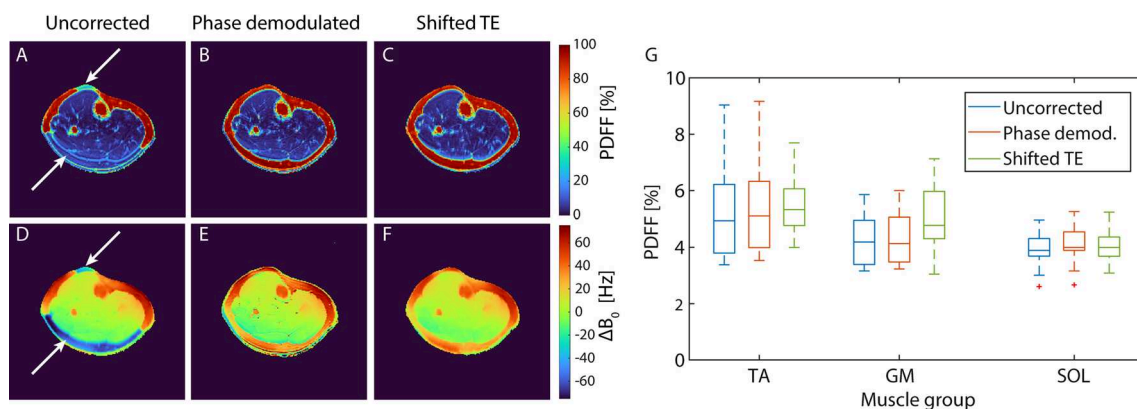 Uncorrected Phase demodulated Shifted TE
A B C
100
80
60
40
20
0
PDFF [%]
D E F
60
40
20
0
-20
-40
-60
ΔB0 [Hz]
G
10
8
6
4
2
0
PDFF [%]
Uncorrected
Phase demod.
Shifted TE
TA GM SOL
Muscle group